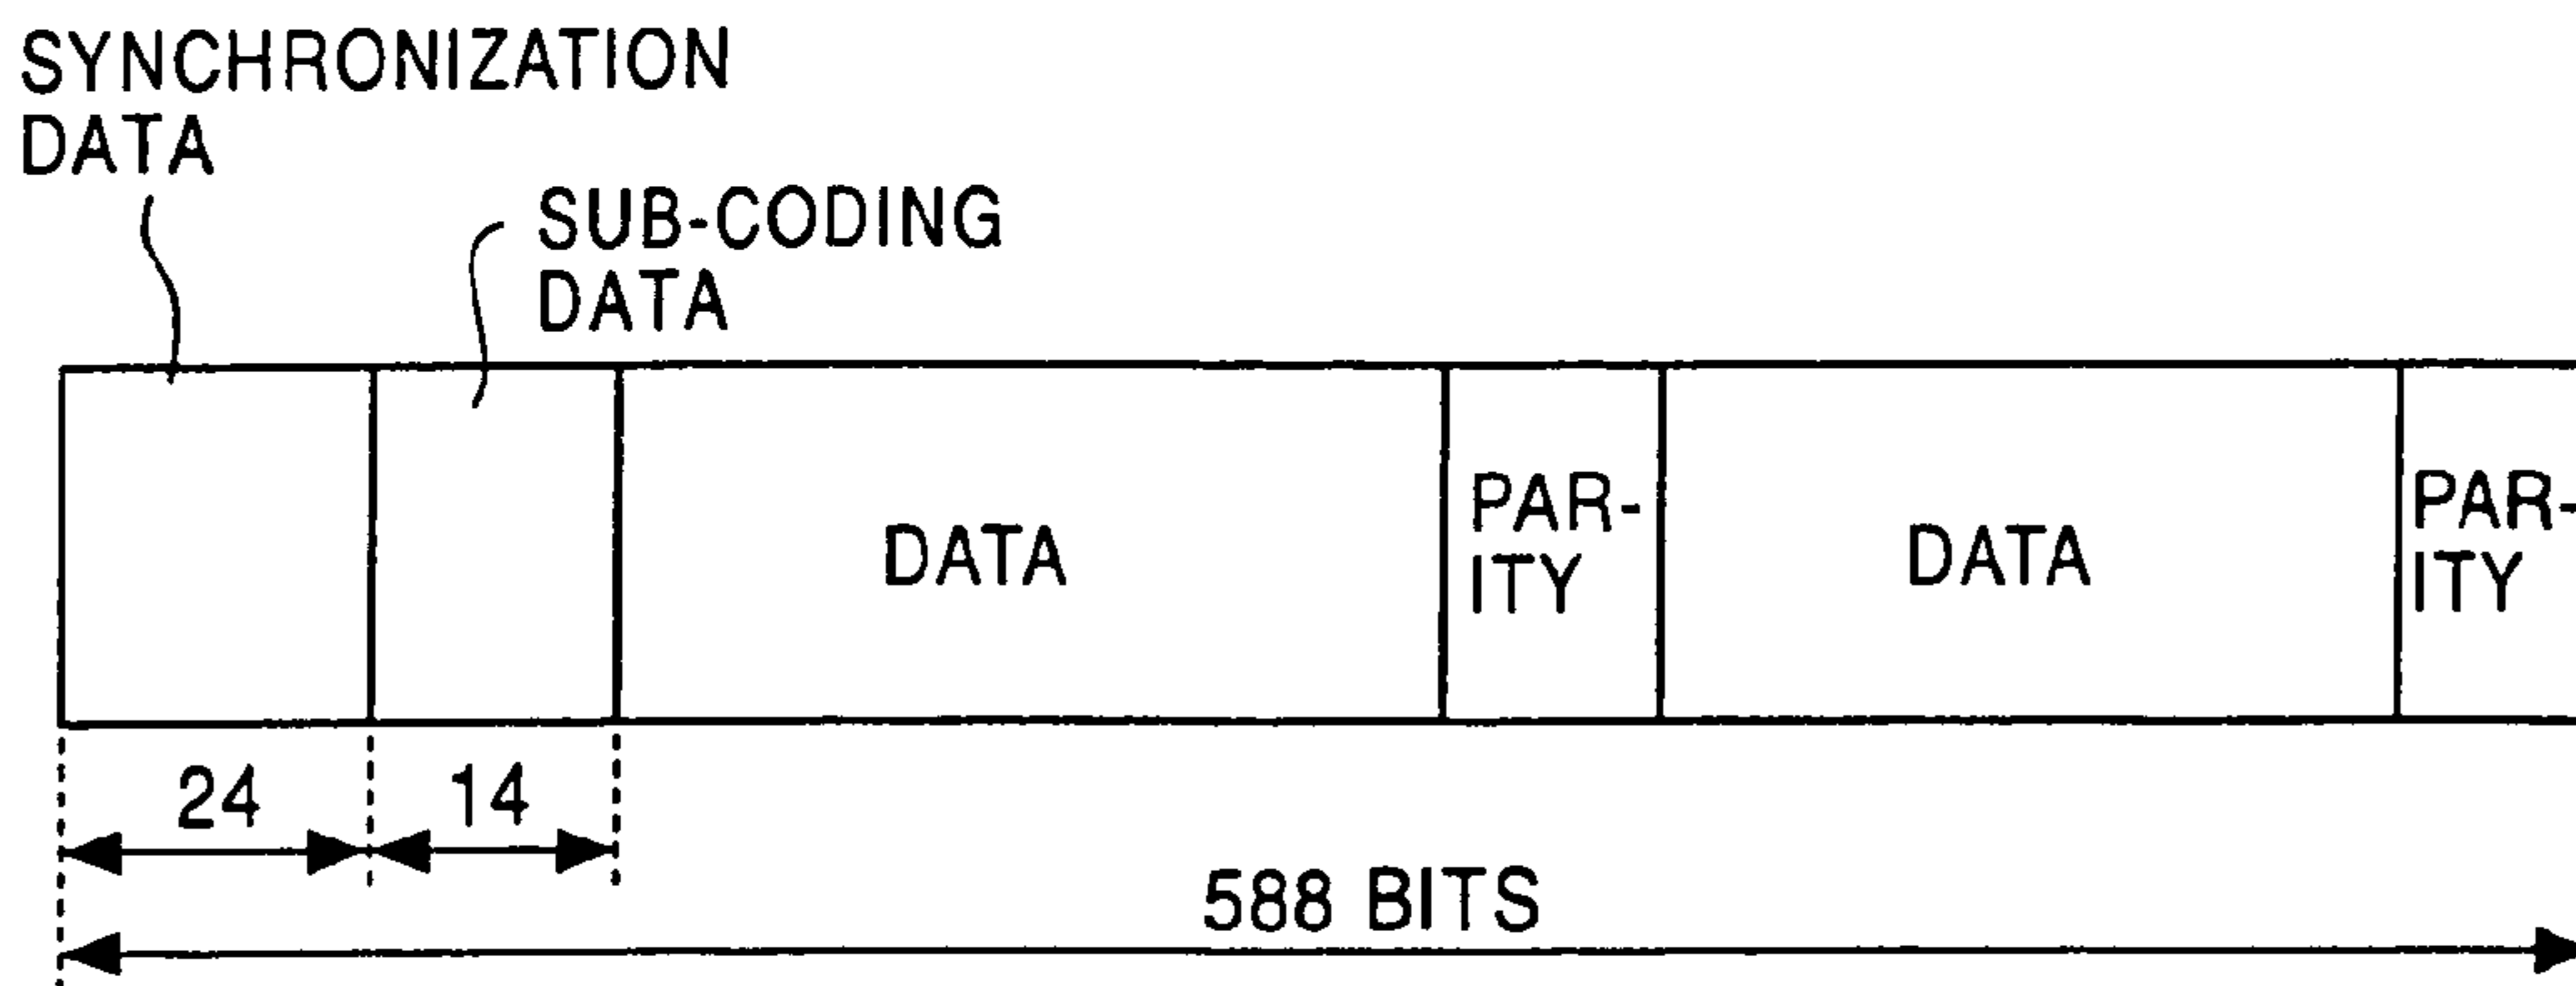 SYNCHRONIZATION
DATA
SUB-CODING
DATA
DATA
PAR-
ITY
DATA
PAR-
ITY
24
14
588 BITS